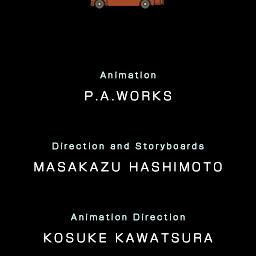 Animation
P.A.WORKS
Direction and Storyboards
MASAKAZU HASHIMOTO
Animation Direction
KOSUKE KAWATSURA